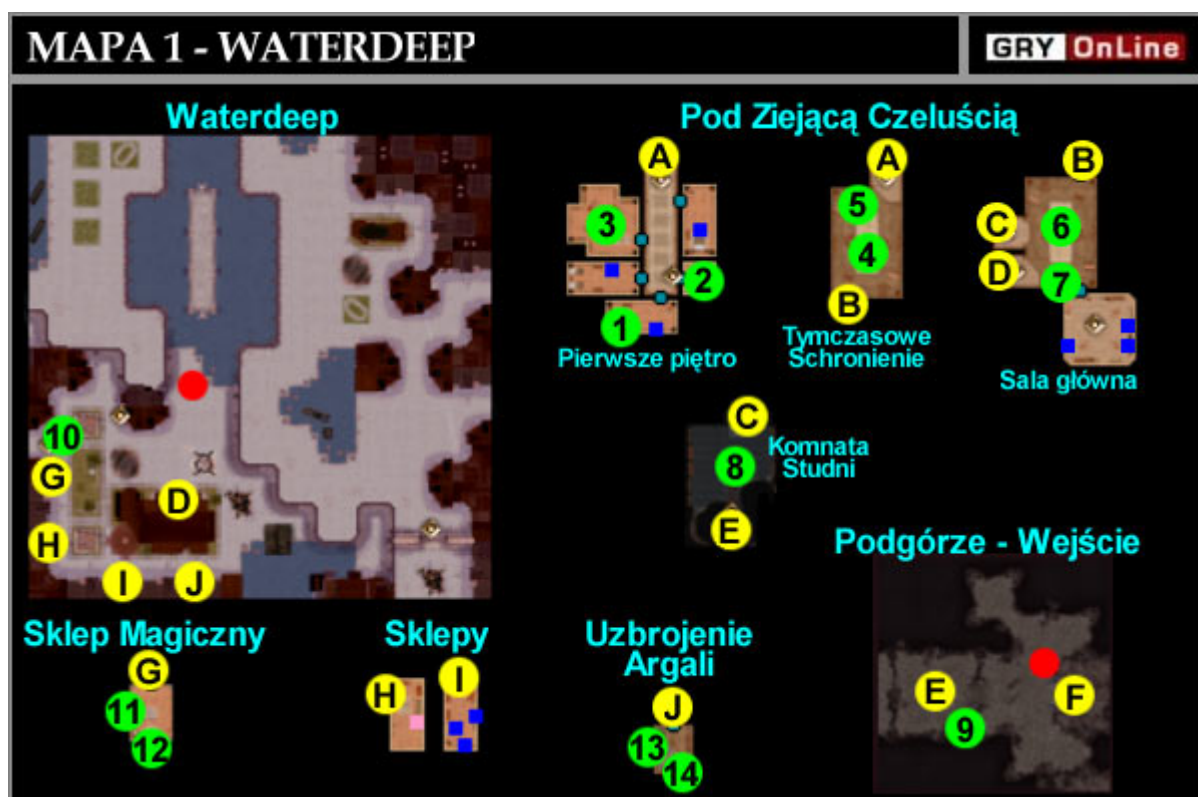 MAPA 1 - WATERDEEP
GRY OnLine
Waterdeep
Pod Ziejącą Czeluścią
A
A
B
3
5
C
6
4
D
2
7
B
1
Pierwsze piętro
Tymczasowe
Schronienie
Sala główna
10
G
D
H
I
J
C
Komnata
Studni
8
E
Podgórze - Wejście
E
F
9
Sklep Magiczny
G
11
12
Sklepy
H
I
Uzbrojenie
Argali
J
13
14